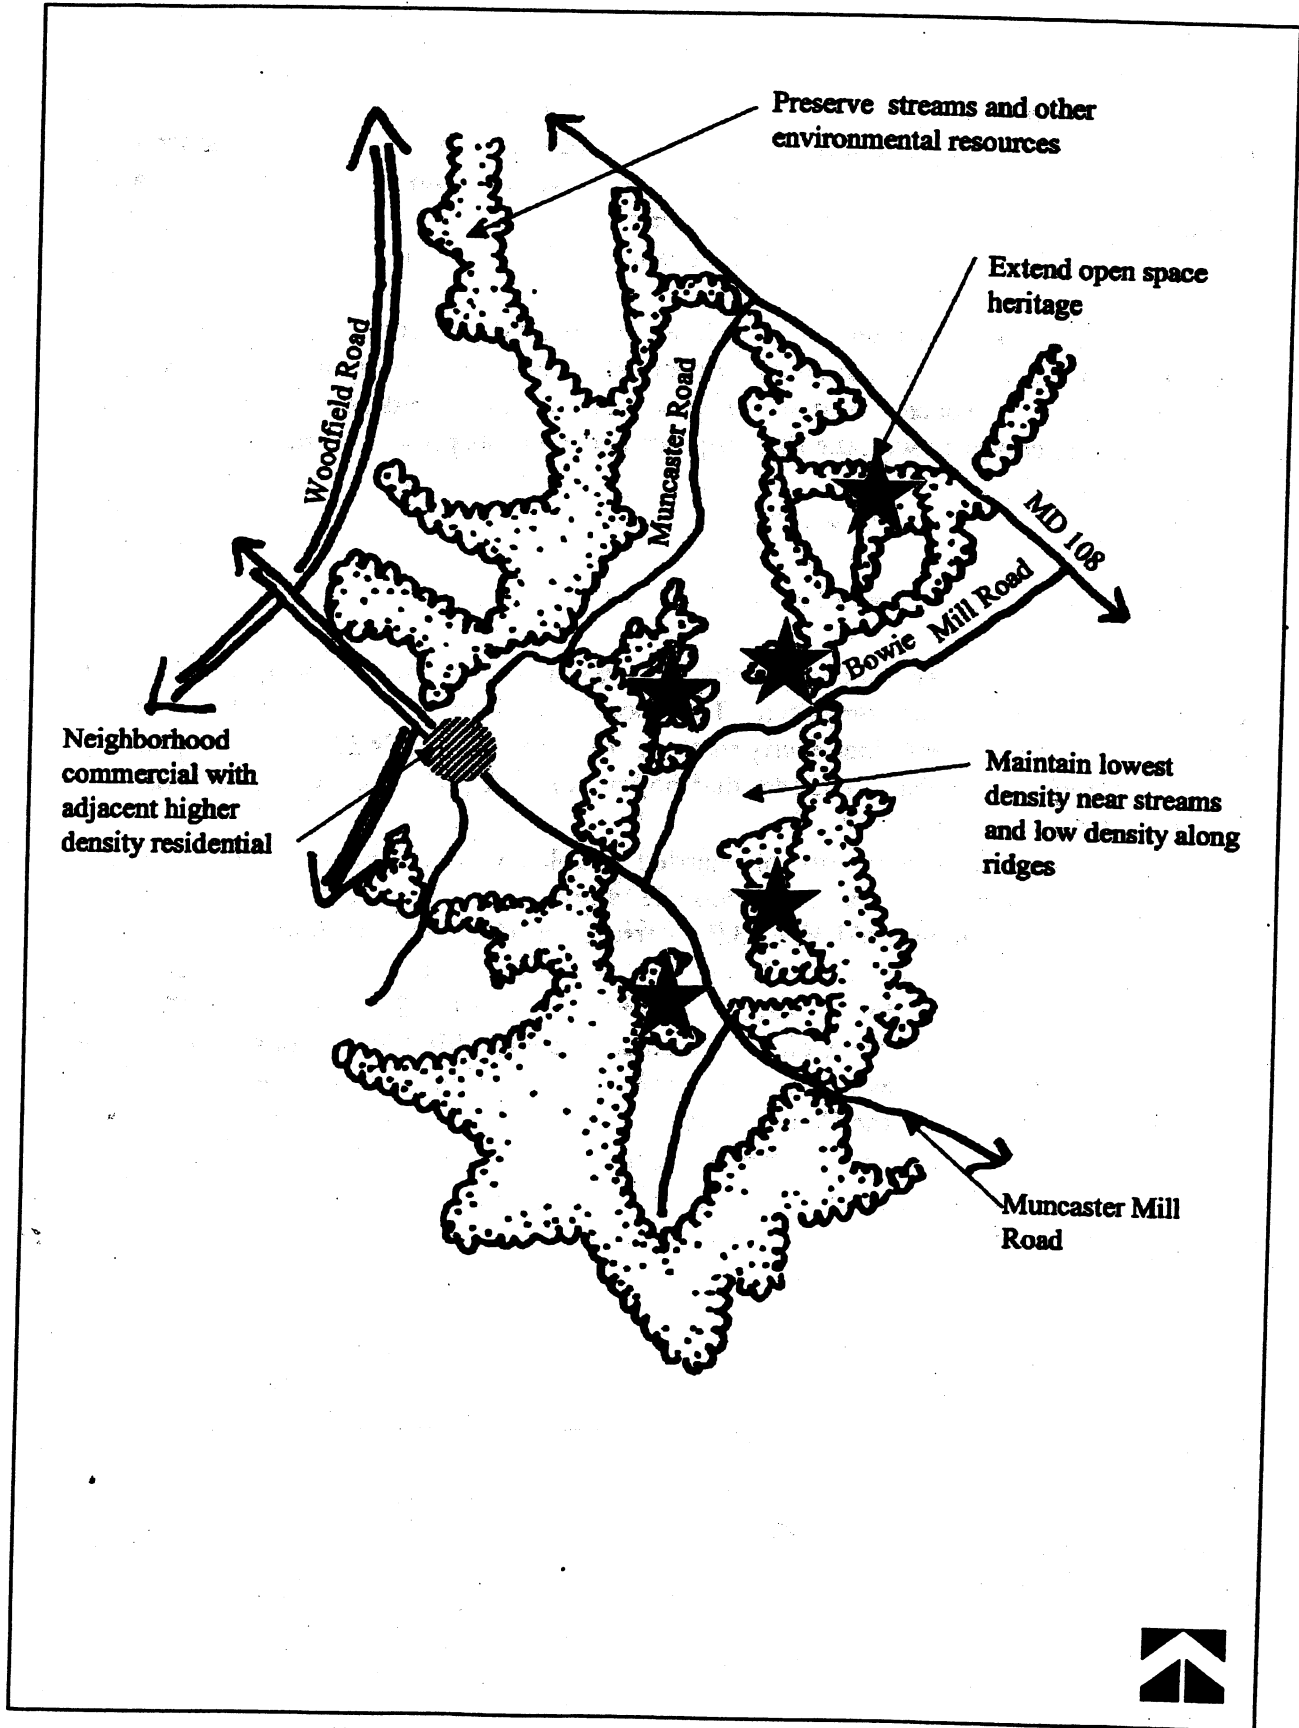 Preserve streams and other
environmental resources
Extend open space
heritage
Woodfield Road
Muncaster Road
MD 108
Bowie Mill Road
Neighborhood
commercial with
adjacent higher
density residential
Maintain lowest
density near streams
and low density along
ridges
Muncaster Mill
Road